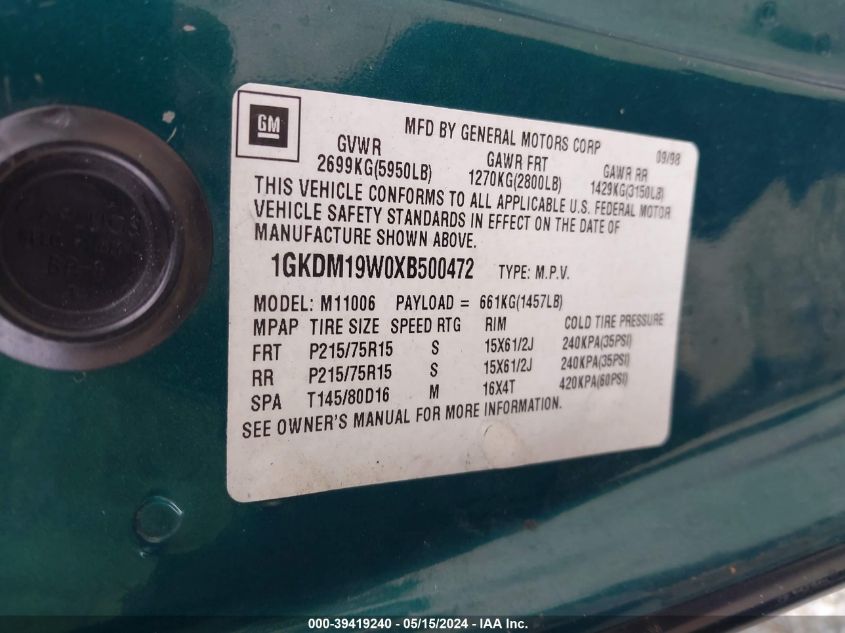 GM
MFD BY GENERAL MOTORS CORP 09/98
GVWR GAWR FRT GAWR RR
2699KG(5950LB) 1270KG(2800LB) 1429KG(3150LB)
THIS VEHICLE CONFORMS TO ALL APPLICABLE U.S. FEDERAL MOTOR
VEHICLE SAFETY STANDARDS IN EFFECT ON THE DATE OF
MANUFACTURE SHOWN ABOVE.
1GKDM19W0XB500472 TYPE: M.P.V.
MODEL: M11006 PAYLOAD = 661KG(1457LB)
MPAP TIRE SIZE SPEED RTG RIM COLD TIRE PRESSURE
FRT P215/75R15 S 15X61/2J 240KPA(35PSI)
RR P215/75R15 S 15X61/2J 240KPA(35PSI)
SPA T145/80D16 M 16X4T 420KPA(60PSI)
SEE OWNER'S MANUAL FOR MORE INFORMATION.
000-39419240 - 05/15/2024 - IAA Inc.